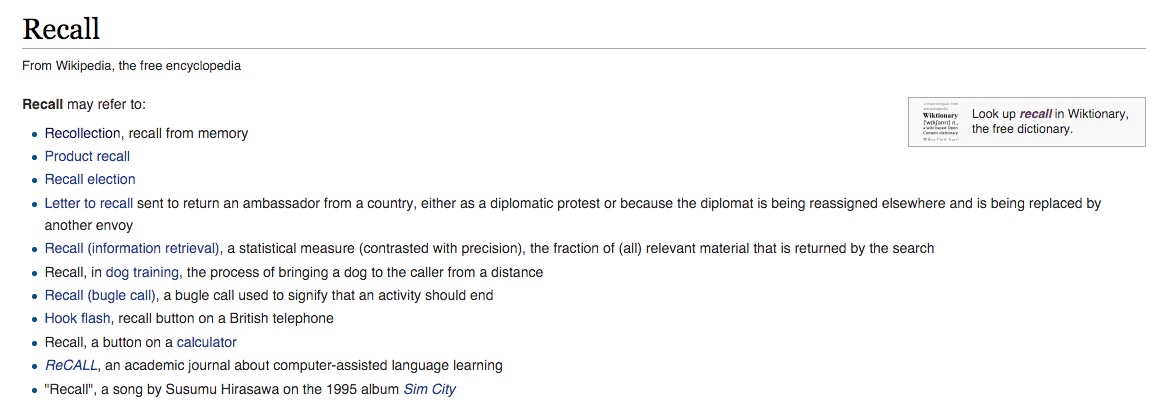 Recall
From Wikipedia, the free encyclopedia
Recall may refer to:
Look up recall in Wiktionary,
the free dictionary.
Wiktionary
Recollection, recall from memory
Product recall
Recall election
Letter to recall sent to return an ambassador from a country, either as a diplomatic protest or because the diplomat is being reassigned elsewhere and is being replaced by
another envoy
Recall (information retrieval), a statistical measure (contrasted with precision), the fraction of (all) relevant material that is returned by the search
Recall, in dog training, the process of bringing a dog to the caller from a distance
Recall (bugle call), a bugle call used to signify that an activity should end
Hook flash, recall button on a British telephone
Recall, a button on a calculator
ReCALL, an academic journal about computer-assisted language learning
"Recall", a song by Susumu Hirasawa on the 1995 album Sim City